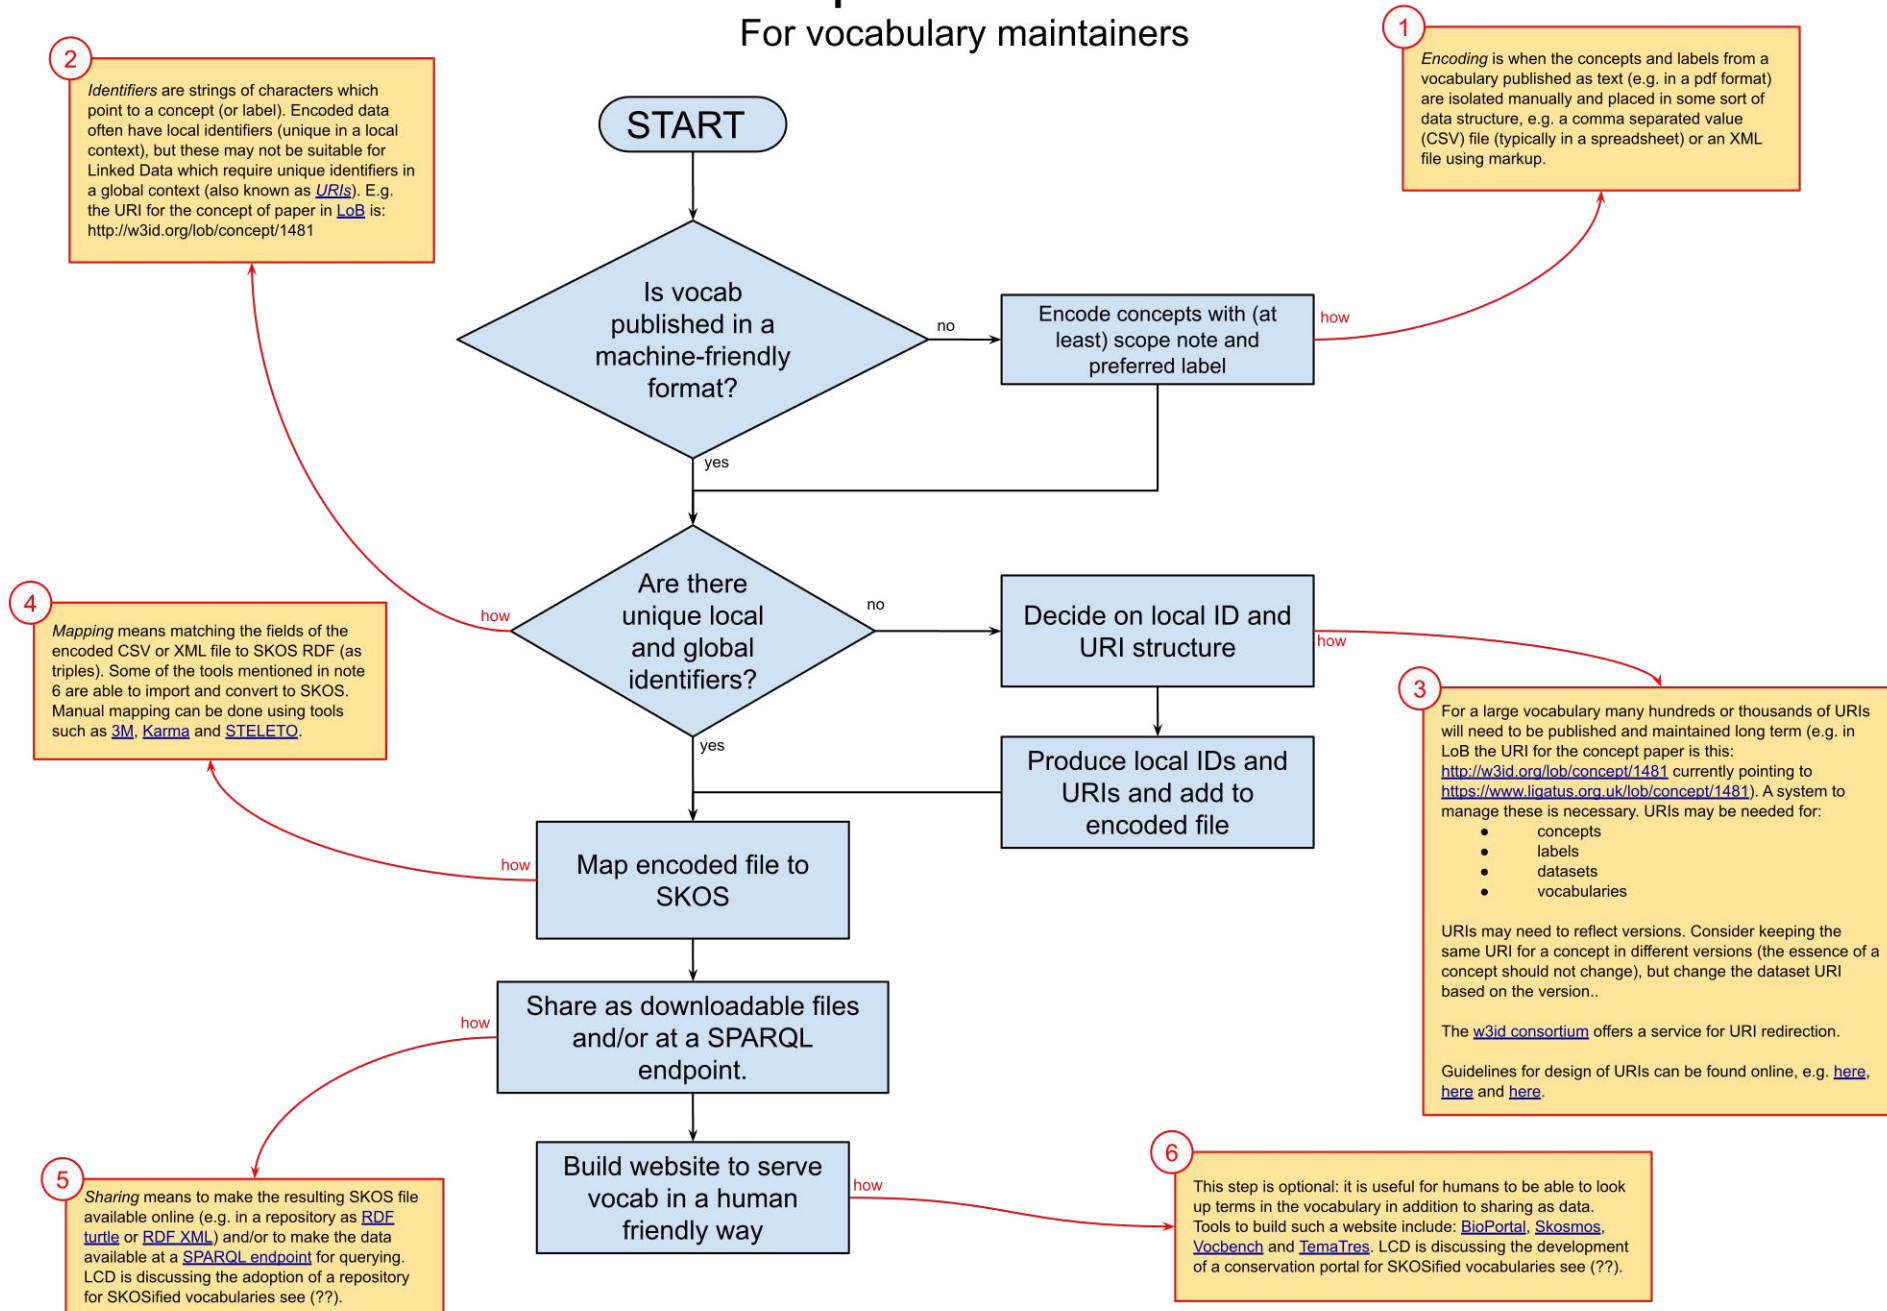 For vocabulary maintainers
1
Encoding is when the concepts and labels from a
vocabulary published as text (e.g. in a pdf format)
are isolated manually and placed in some sort of
data structure, e.g. a comma separated value
(CSV) file (typically in a spreadsheet) or an XML
file using markup.
2
Identifiers are strings of characters which
point to a concept (or label). Encoded data
often have local identifiers (unique in a local
context), but these may not be suitable for
Linked Data which require unique identifiers in
a global context (also known as URIs). E.g.
the URI for the concept of paper in LoB is:
http://w3id.org/lob/concept/1481
START
Is vocab
published in a
machine-friendly
format?
no
Encode concepts with (at
least) scope note and
preferred label
how
yes
Are there
unique local
and global
identifiers?
how
no
Decide on local ID and
URI structure
how
3
For a large vocabulary many hundreds or thousands of URIs
will need to be published and maintained long term (e.g. in
LoB the URI for the concept paper is this:
http://w3id.org/lob/concept/1481 currently pointing to
https://www.ligatus.org.uk/lob/concept/1481). A system to
manage these is necessary. URIs may be needed for:
● concepts
● labels
● datasets
● vocabularies
URIs may need to reflect versions. Consider keeping the
same URI for a concept in different versions (the essence of a
concept should not change), but change the dataset URI
based on the version..
The w3id consortium offers a service for URI redirection.
Guidelines for design of URIs can be found online, e.g. here,
here and here.
yes
Produce local IDs and
URIs and add to
encoded file
4
Mapping means matching the fields of the
encoded CSV or XML file to SKOS RDF (as
triples). Some of the tools mentioned in note
6 are able to import and convert to SKOS.
Manual mapping can be done using tools
such as 3M, Karma and STELETO.
how
Map encoded file to
SKOS
how
Share as downloadable files
and/or at a SPARQL
endpoint.
5
Sharing means to make the resulting SKOS file
available online (e.g. in a repository as RDF
turtle or RDF XML) and/or to make the data
available at a SPARQL endpoint for querying.
LCD is discussing the adoption of a repository
for SKOSified vocabularies see (??).
Build website to serve
vocab in a human
friendly way
how
6
This step is optional: it is useful for humans to be able to look
up terms in the vocabulary in addition to sharing as data.
Tools to build such a website include: BioPortal, Skosmos,
Vocbench and TemaTres. LCD is discussing the development
of a conservation portal for SKOSified vocabularies see (??).